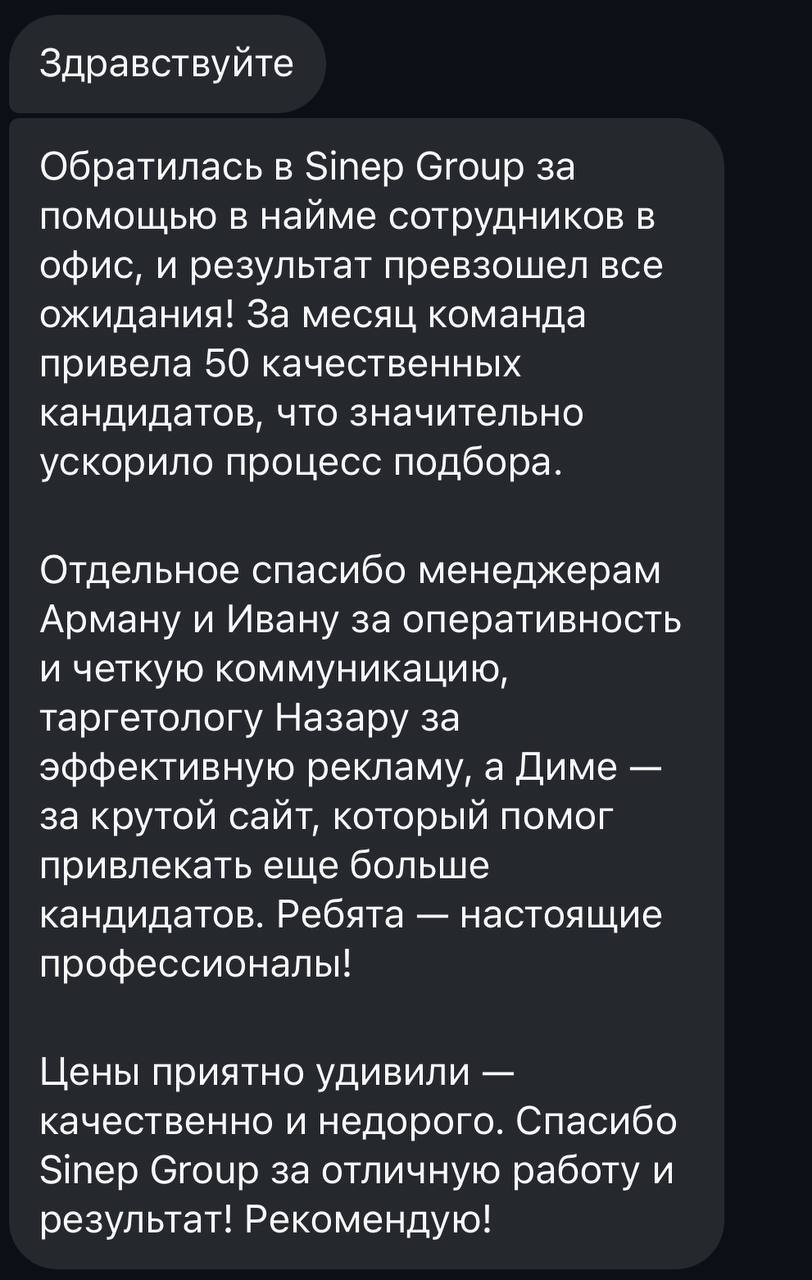 Здравствуйте
Обратилась в Sinep Group за
помощью в найме сотрудников в
офис, и результат превзошел все
ожидания! За месяц команда
привела 50 качественных
кандидатов, что значительно
ускорило процесс подбора.
Отдельное спасибо менеджерам
Арману и Ивану за оперативность
и четкую коммуникацию,
таргетологу Назару за
эффективную рекламу, а Диме —
за крутой сайт, который помог
привлекать еще больше
кандидатов. Ребята — настоящие
профессионалы!
Цены приятно удивили —
качественно и недорого. Спасибо
Sinep Group за отличную работу и
результат! Рекомендую!